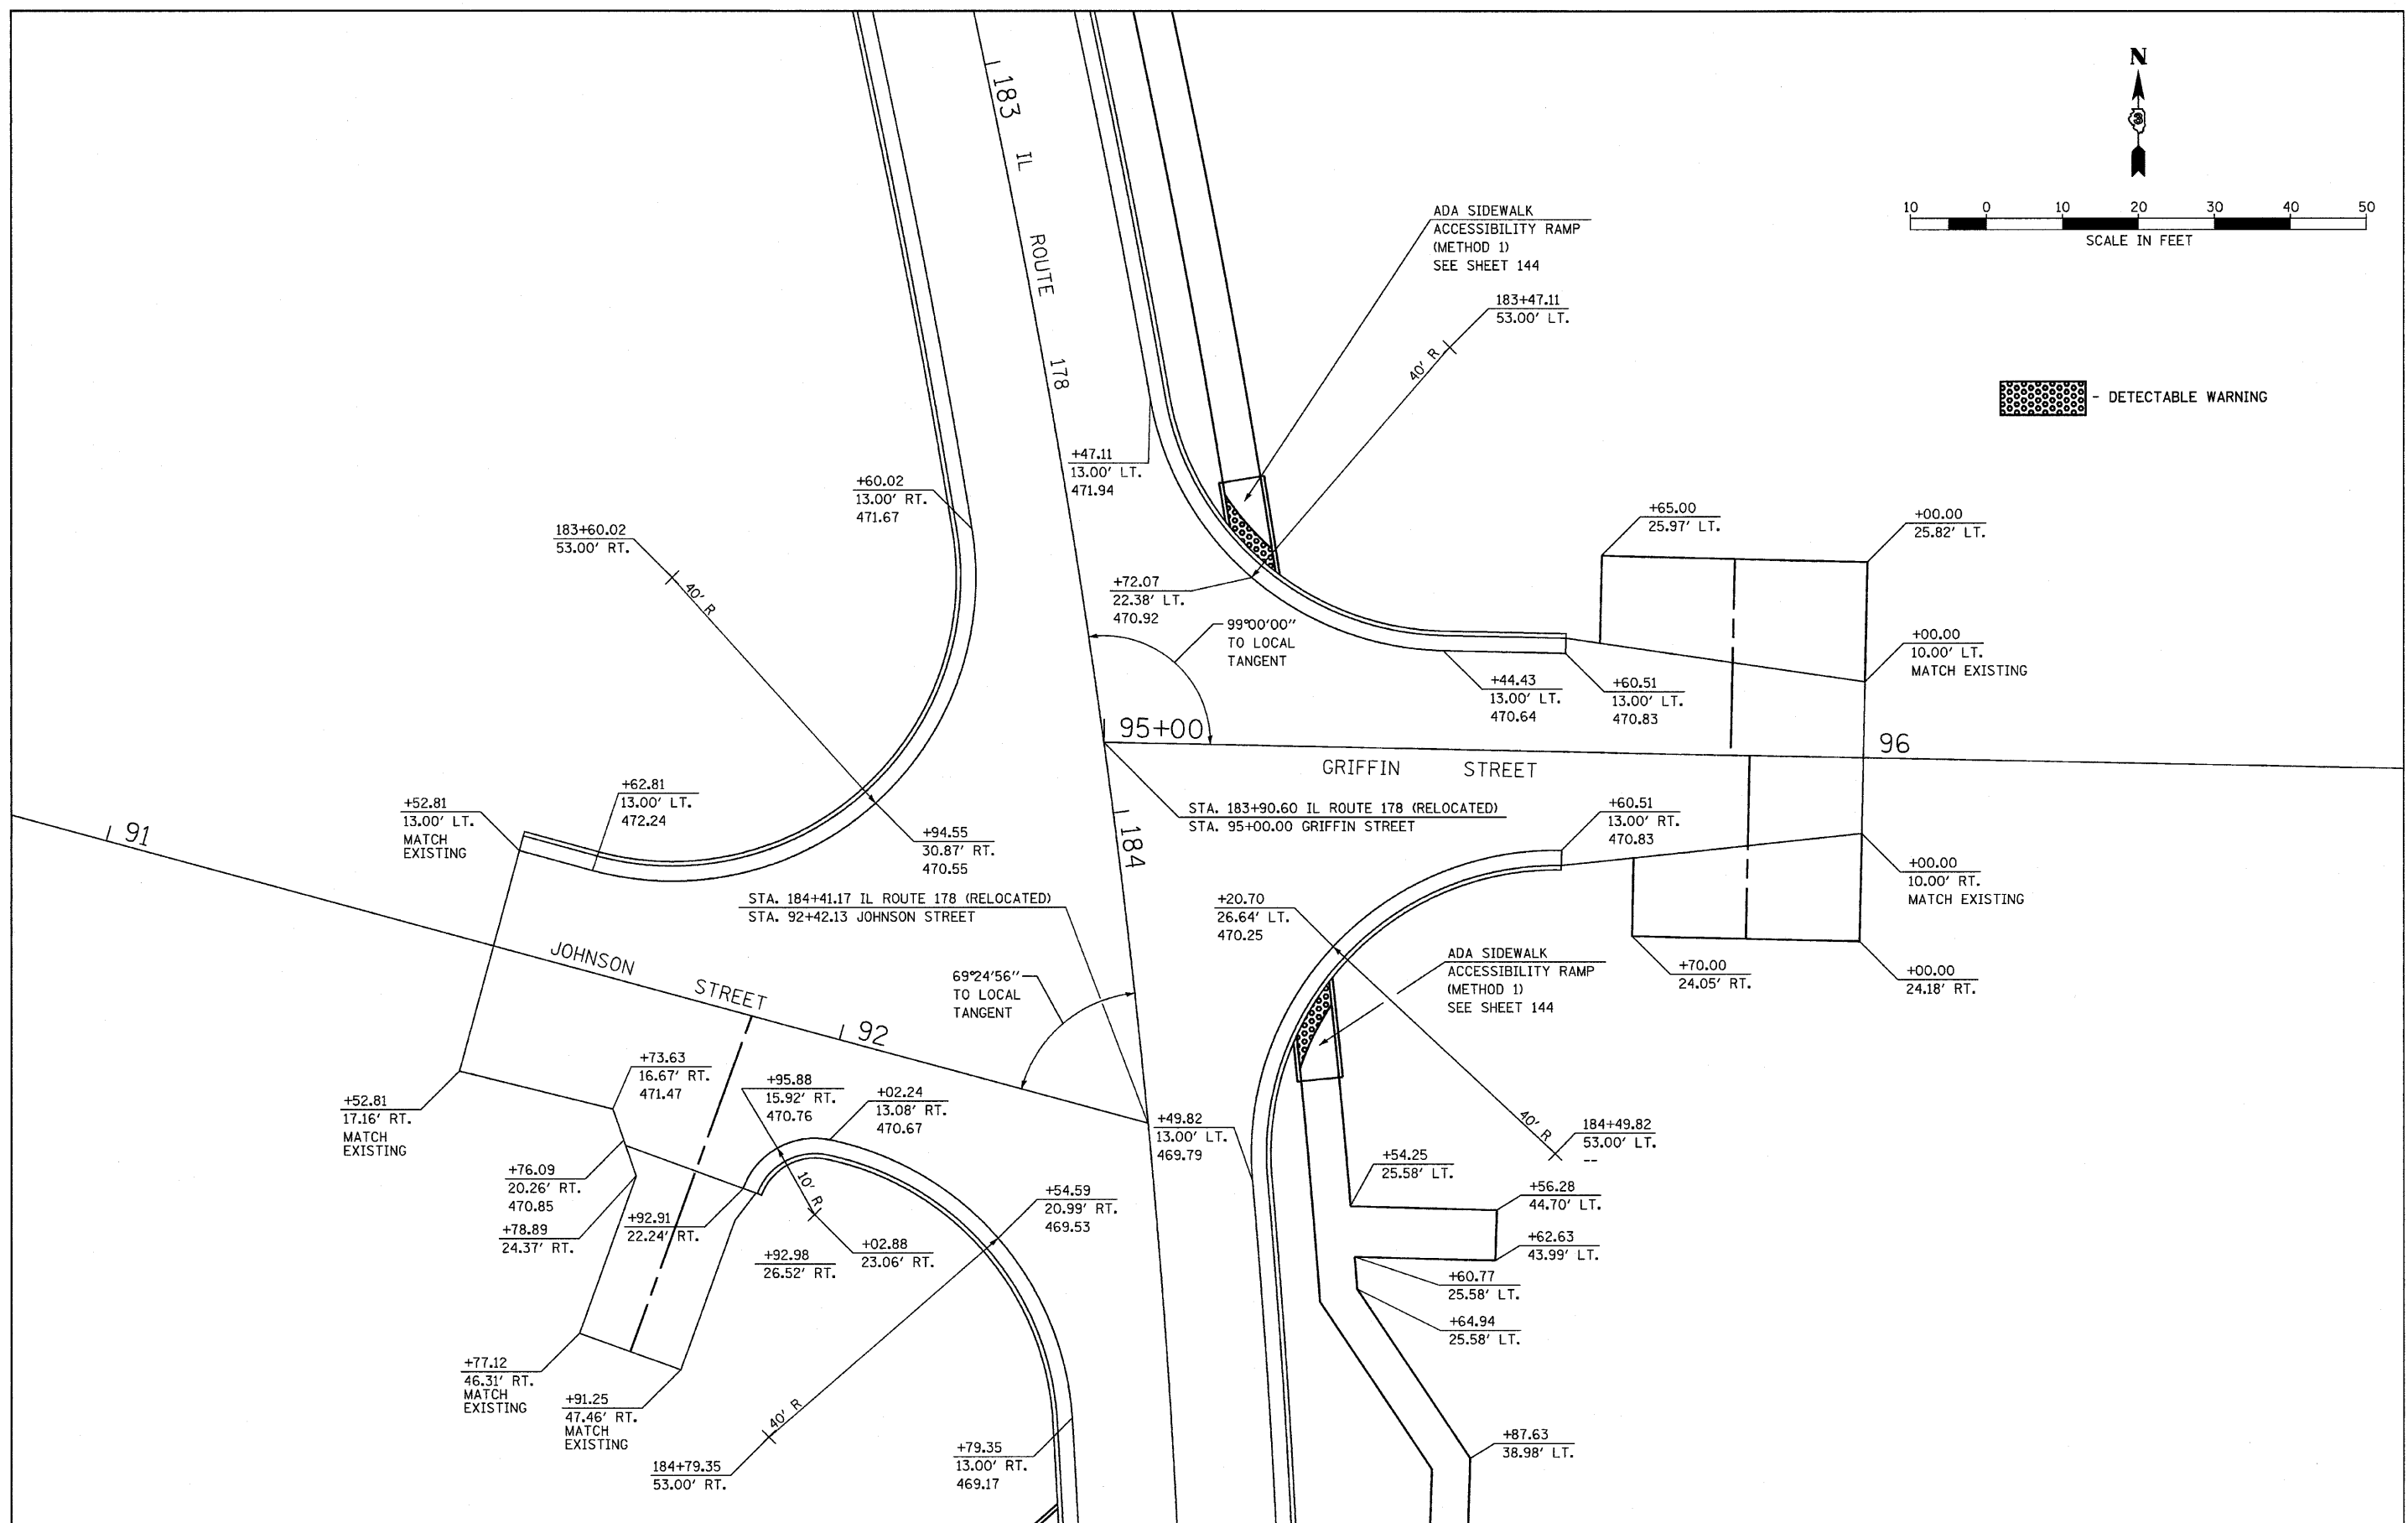 N
3
10 0 10 20 30 40 50
SCALE IN FEET
- DETECTABLE WARNING
183 IL ROUTE 178
184
ADA SIDEWALK
ACCESSIBILITY RAMP
(METHOD 1)
SEE SHEET 144
183+47.11
53.00' LT.
40' R
+47.11
13.00' LT.
471.94
+60.02
13.00' RT.
471.67
183+60.02
53.00' RT.
40' R
+72.07
22.38' LT.
470.92
99°00'00"
TO LOCAL
TANGENT
+65.00
25.97' LT.
+00.00
25.82' LT.
+00.00
10.00' LT.
MATCH EXISTING
+44.43
13.00' LT.
470.64
+60.51
13.00' LT.
470.83
95+00
96
GRIFFIN STREET
STA. 183+90.60 IL ROUTE 178 (RELOCATED)
STA. 95+00.00 GRIFFIN STREET
+60.51
13.00' RT.
470.83
+00.00
10.00' RT.
MATCH EXISTING
+70.00
24.05' RT.
+00.00
24.18' RT.
+62.81
13.00' LT.
472.24
+52.81
13.00' LT.
MATCH
EXISTING
91
+94.55
30.87' RT.
470.55
STA. 184+41.17 IL ROUTE 178 (RELOCATED)
STA. 92+42.13 JOHNSON STREET
+20.70
26.64' LT.
470.25
ADA SIDEWALK
ACCESSIBILITY RAMP
(METHOD 1)
SEE SHEET 144
JOHNSON STREET
92
69°24'56"
TO LOCAL
TANGENT
+73.63
16.67' RT.
471.47
+95.88
15.92' RT.
470.76
+02.24
13.08' RT.
470.67
+52.81
17.16' RT.
MATCH
EXISTING
+49.82
13.00' LT.
469.79
40' R
184+49.82
53.00' LT.
--
+76.09
20.26' RT.
470.85
+78.89
24.37' RT.
+92.91
22.24' RT.
10' R
+92.98
26.52' RT.
+02.88
23.06' RT.
+54.59
20.99' RT.
469.53
+54.25
25.58' LT.
+56.28
44.70' LT.
+62.63
43.99' LT.
+60.77
25.58' LT.
+64.94
25.58' LT.
+77.12
46.31' RT.
MATCH
EXISTING
+91.25
47.46' RT.
MATCH
EXISTING
40' R
184+79.35
53.00' RT.
+79.35
13.00' RT.
469.17
+87.63
38.98' LT.